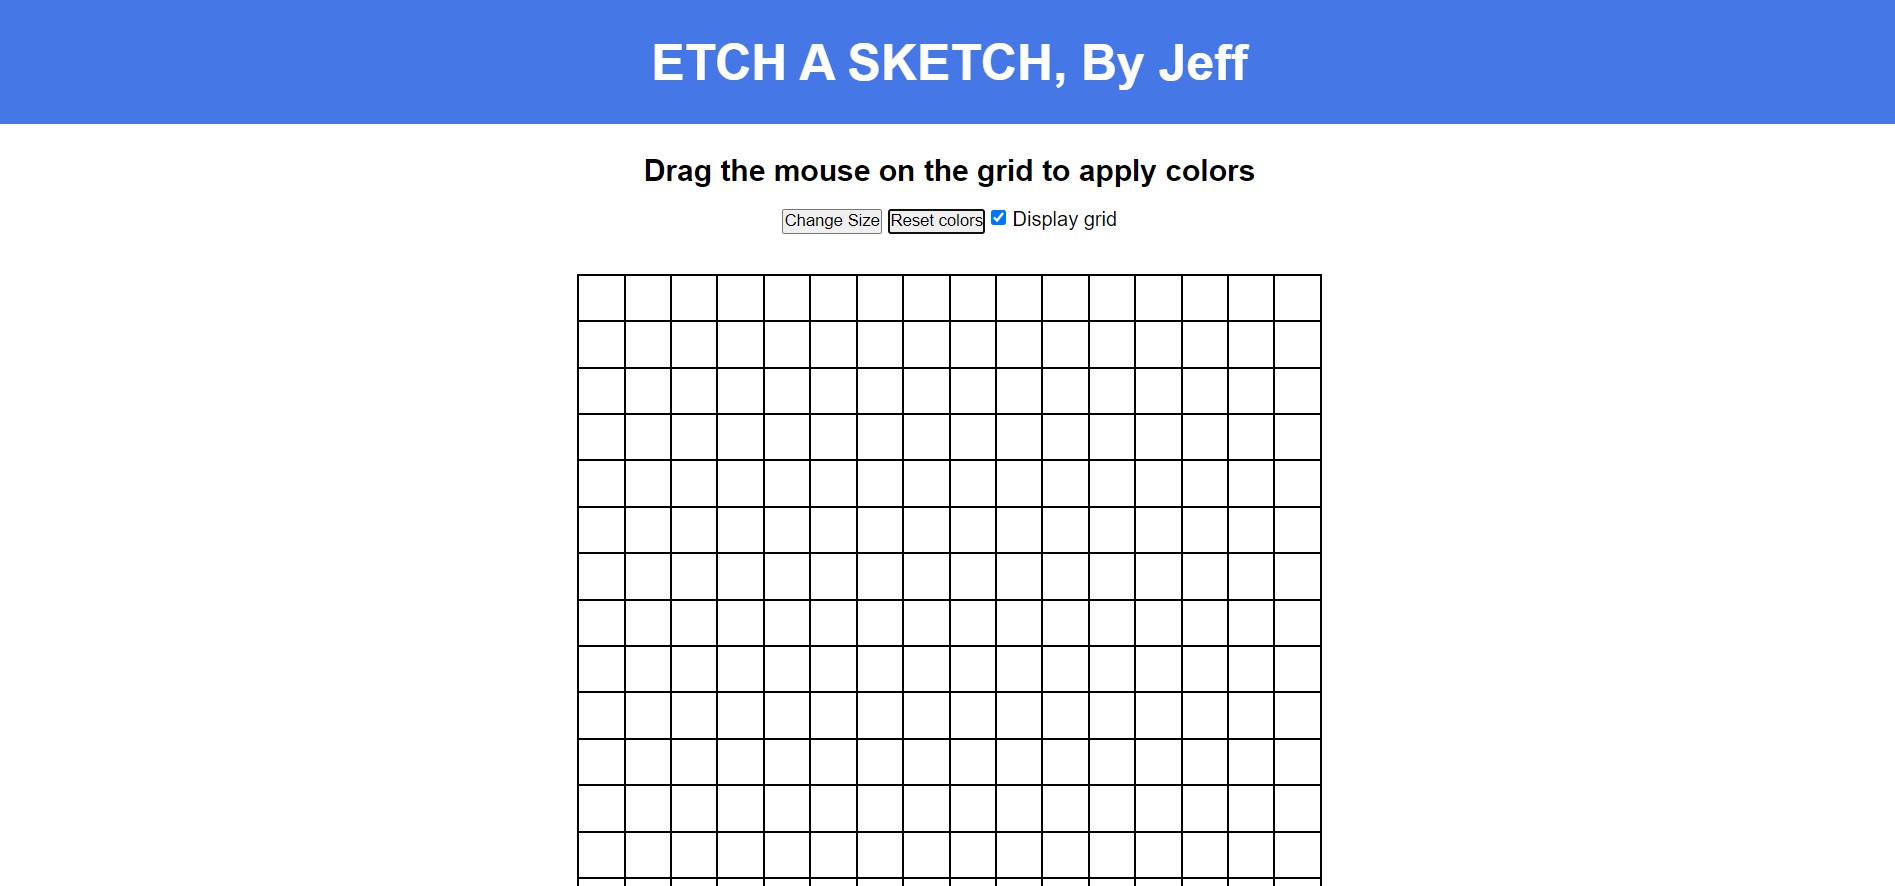 ETCH A SKETCH, By Jeff
Drag the mouse on the grid to apply colors
Change Size Reset colors Display grid